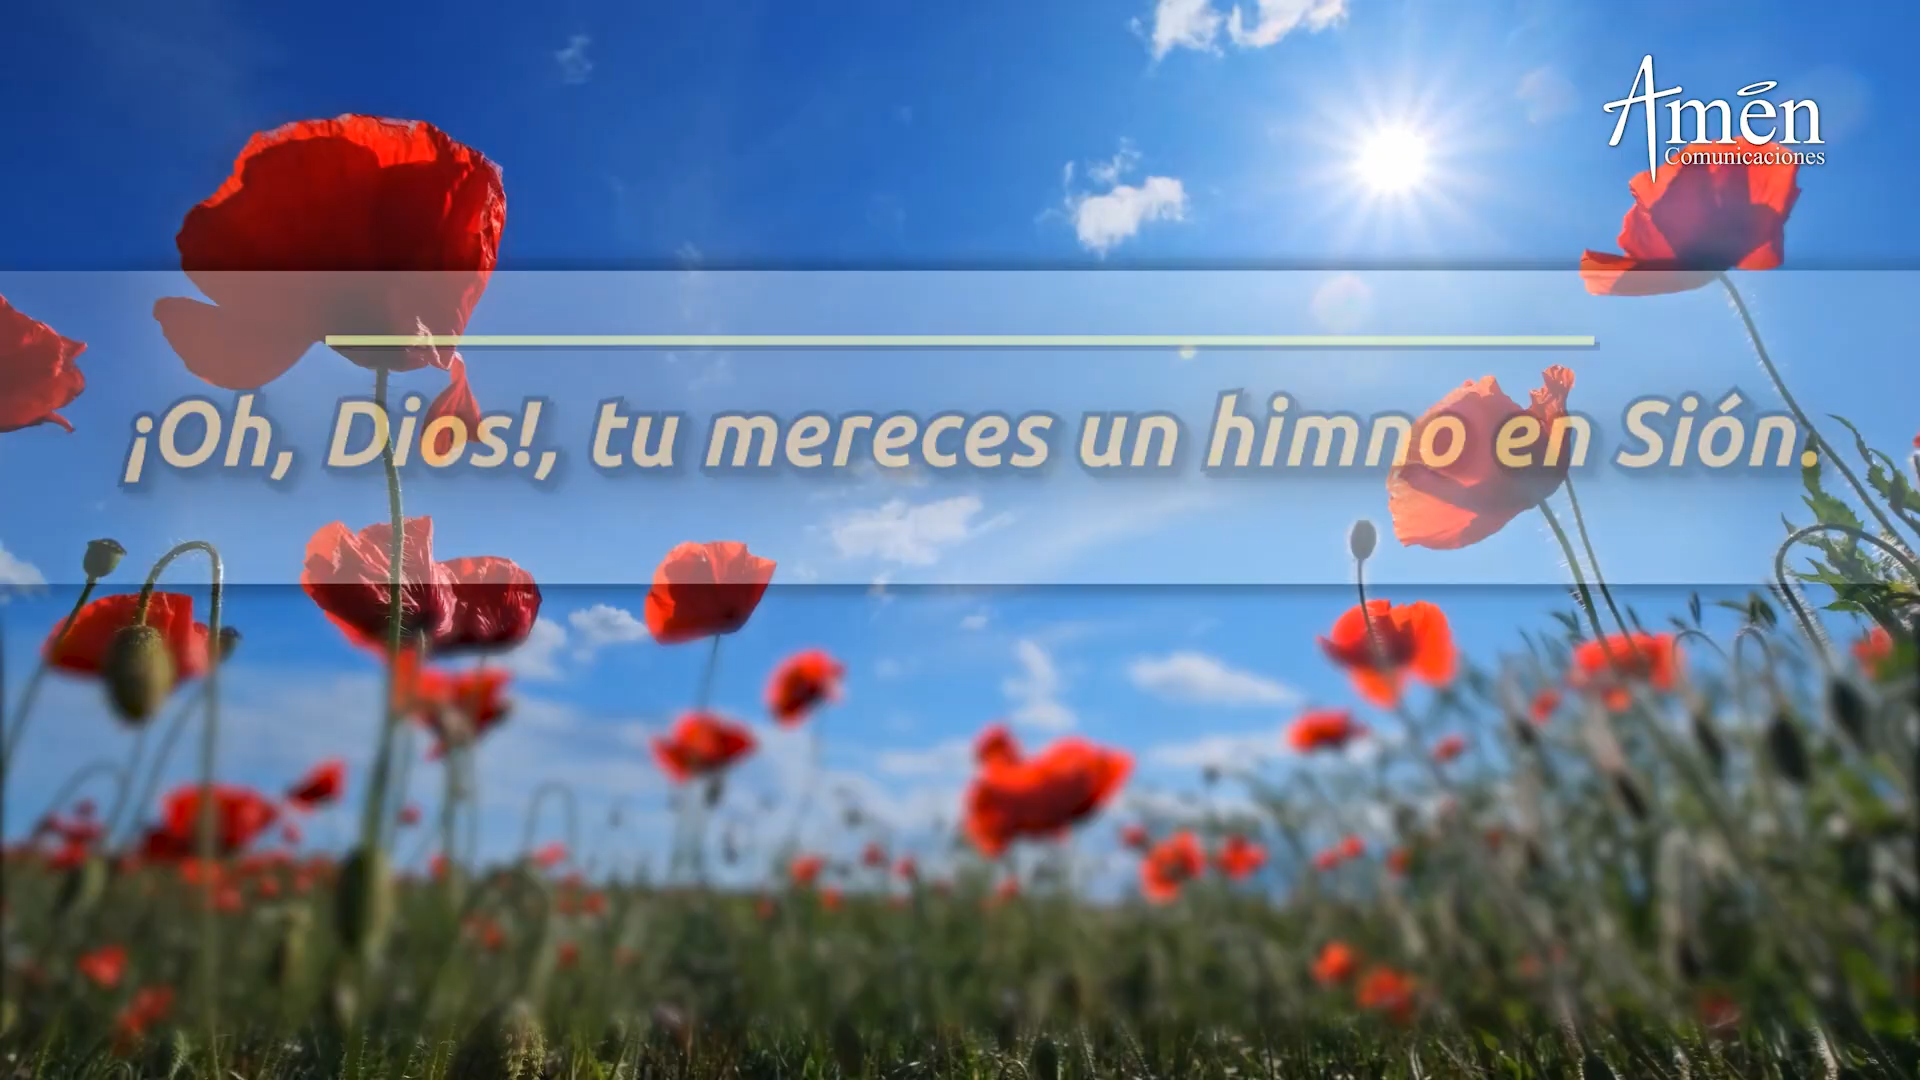 Amén
Comunicaciones
¡Oh, Dios!, tu mereces un himno en Sión.